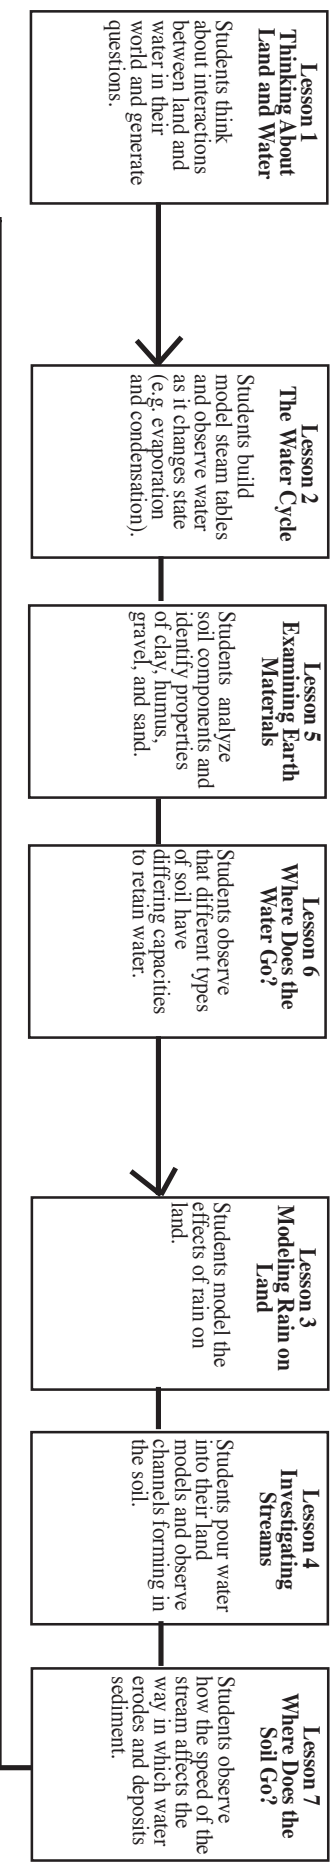 Lesson 1
Thinking About
Land and Water
Students think
about interactions
between land and
water in their
world and generate
questions.
Lesson 2
The Water Cycle
Students build
model steam tables
and observe water
as it changes state
(e.g. evaporation
and condensation).
Lesson 5
Examining Earth
Materials
Students analyze
soil components and
identify properties
of clay, humus,
gravel, and sand.
Lesson 6
Where Does the
Water Go?
Students observe
that different types
of soil have
differing capacities
to retain water.
Lesson 3
Modeling Rain on
Land
Students model the
effects of rain on
land.
Lesson 4
Investigating
Streams
Students pour water
into their land
models and observe
channels forming in
the soil.
Lesson 7
Where Does the
Soil Go?
Students observe
how the speed of the
stream affects the
way in which water
erodes and deposits
sediment.